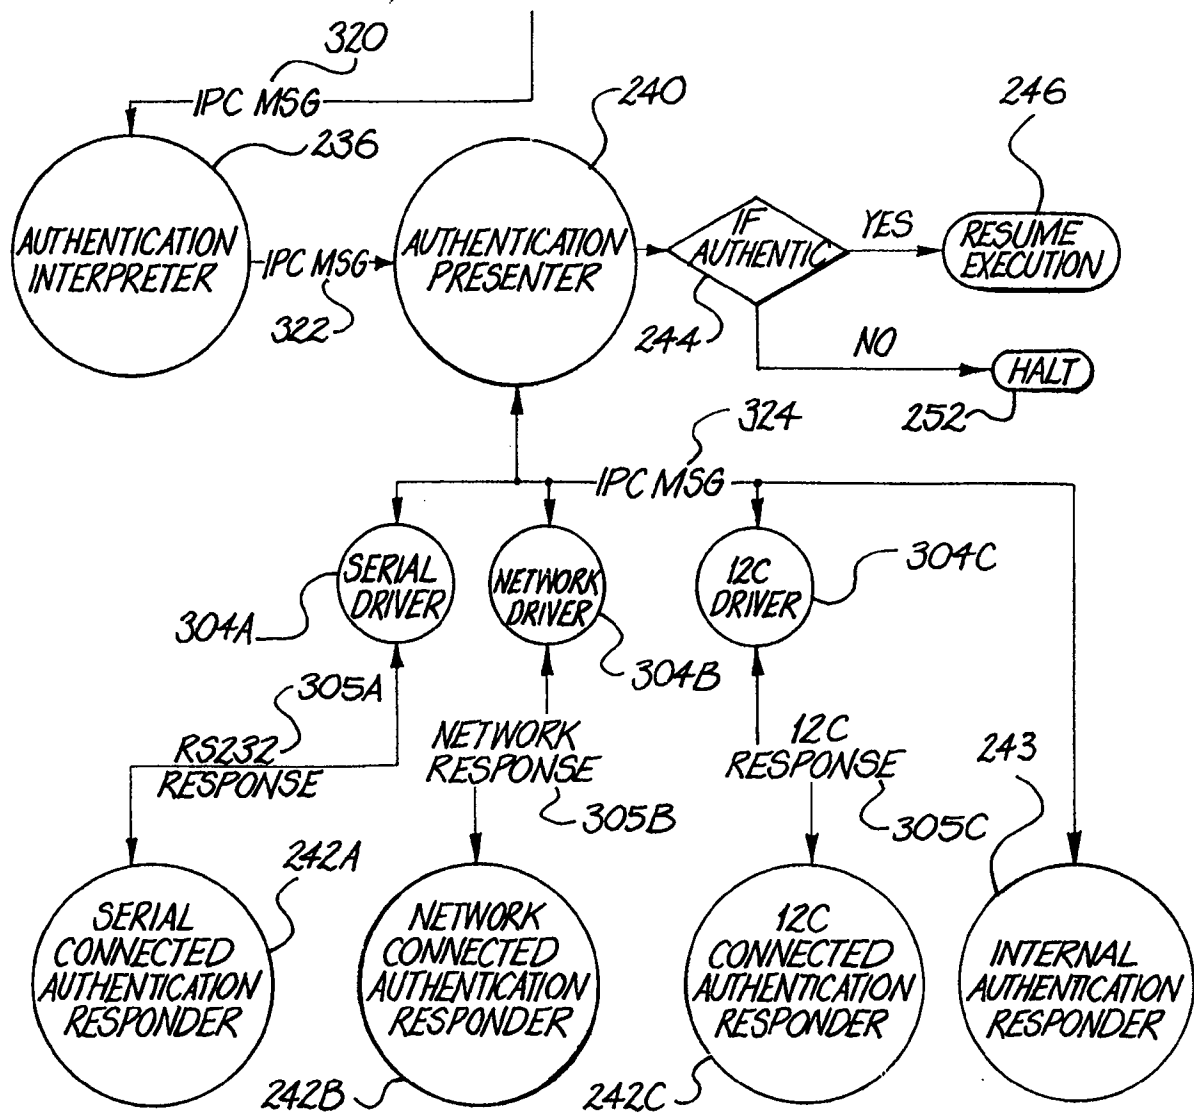 320
IPC MSG
240
246
236
AUTHENTICATION
INTERPRETER
IPC MSG
322
AUTHENTICATION
PRESENTER
IF
AUTHENTIC
244
YES
RESUME
EXECUTION
NO
HALT
252
324
IPC MSG
SERIAL
DRIVER
304A
NETWORK
DRIVER
304B
12C
DRIVER
304C
305A
RS232
RESPONSE
NETWORK
RESPONSE
305B
12C
RESPONSE
305C
243
242A
SERIAL
CONNECTED
AUTHENTICATION
RESPONDER
NETWORK
CONNECTED
AUTHENTICATION
RESPONDER
242B
12C
CONNECTED
AUTHENTICATION
RESPONDER
242C
INTERNAL
AUTHENTICATION
RESPONDER